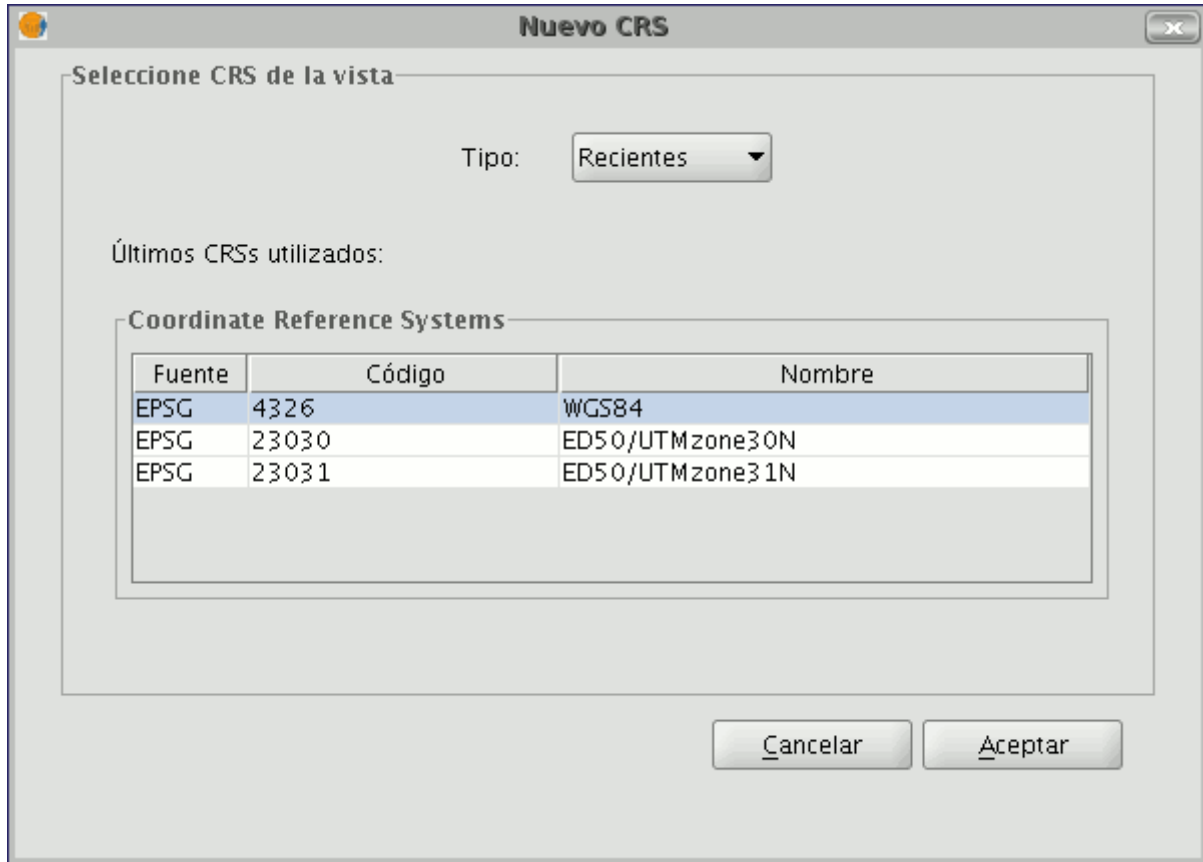 Nuevo CRS
Seleccione CRS de la vista
Tipo: Recientes
Últimos CRSs utilizados:
Coordinate Reference Systems
Fuente Código Nombre
EPSG 4326 WGS84
EPSG 23030 ED50/UTMzone30N
EPSG 23031 ED50/UTMzone31N
Cancelar Aceptar